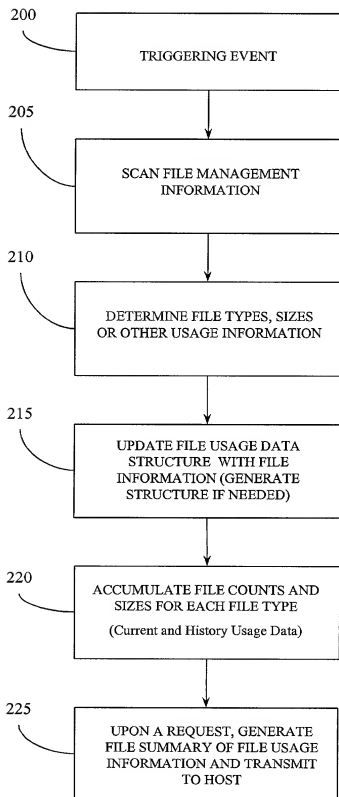 200
TRIGGERING EVENT
205
SCAN FILE MANAGEMENT
INFORMATION
210
DETERMINE FILE TYPES, SIZES
OR OTHER USAGE INFORMATION
215
UPDATE FILE USAGE DATA
STRUCTURE WITH FILE
INFORMATION (GENERATE
STRUCTURE IF NEEDED)
220
ACCUMULATE FILE COUNTS AND
SIZES FOR EACH FILE TYPE
(Current and History Usage Data)
225
UPON A REQUEST, GENERATE
FILE SUMMARY OF FILE USAGE
INFORMATION AND TRANSMIT
TO HOST